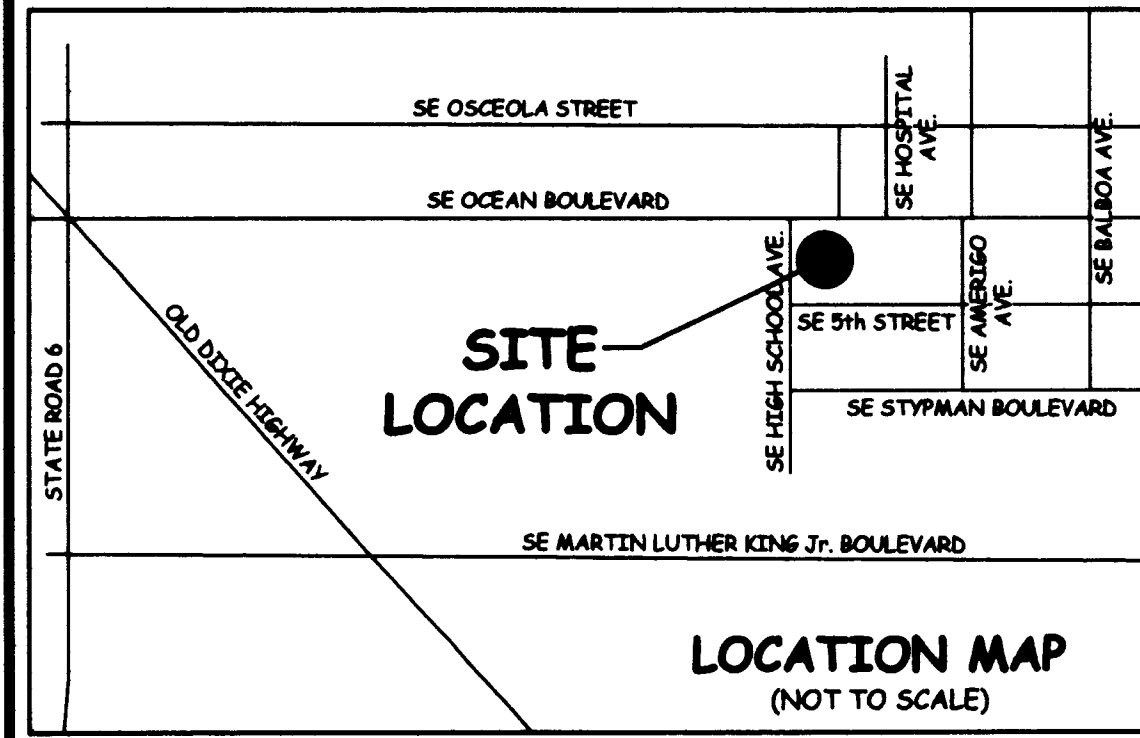 SE OSCEOLA STREET
SE HOSPITAL
AVE.
SE OCEAN BOULEVARD
SE BALBOA AVE.
SE HIGH SCHOOL AVE.
SE AMERIGO
AVE.
SE 5th STREET
OLD DIXIE HIGHWAY
SITE
LOCATION
STATE ROAD 6
SE STYPMAN BOULEVARD
SE MARTIN LUTHER KING Jr. BOULEVARD
LOCATION MAP
(NOT TO SCALE)